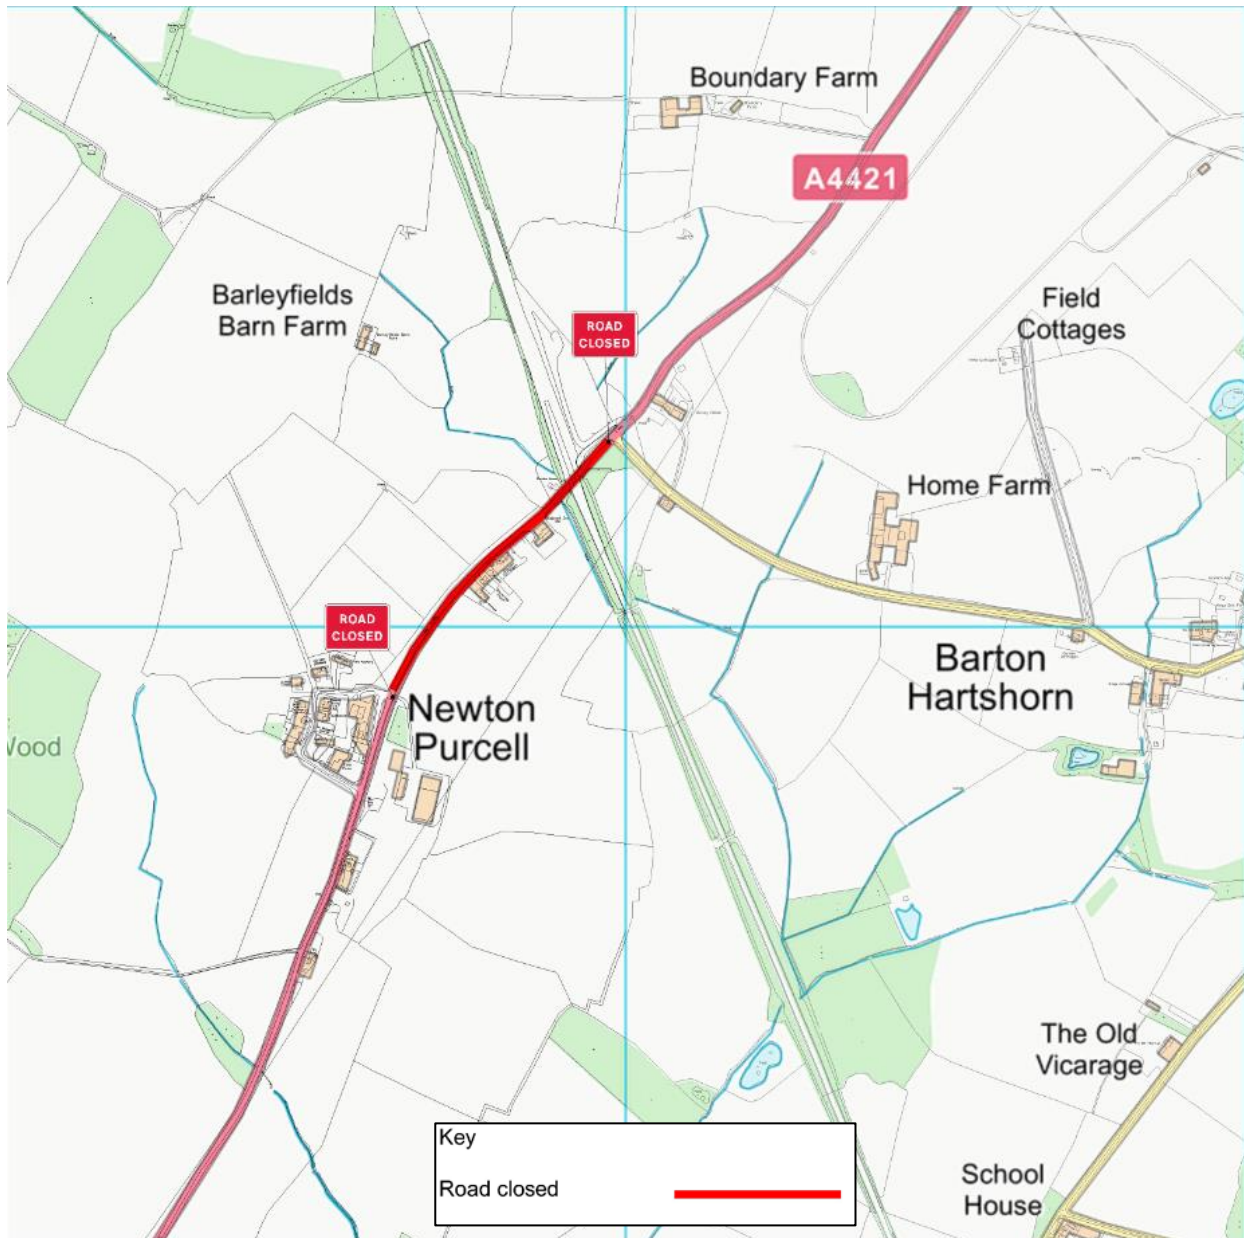 Boundary Farm
A4421
Barleyfields
Barn Farm
ROAD
CLOSED
Field
Cottages
Home Farm
ROAD
CLOSED
Barton
Hartshorn
Newton
Purcell
Wood
The Old
Vicarage
Key
Road closed
School
House